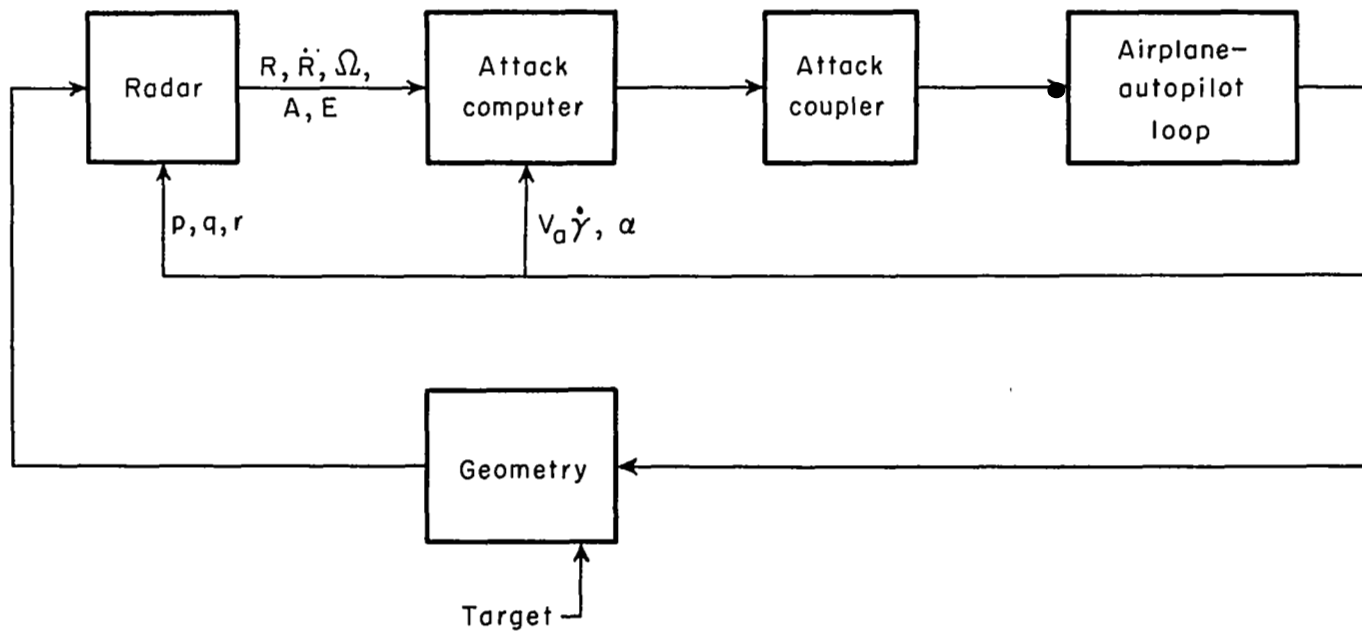 Radar
R, Ṙ, Ω,
A, E
Attack
computer
Attack
coupler
Airplane-
autopilot
loop
p, q, r
Vₐγ̇, α
Geometry
Target